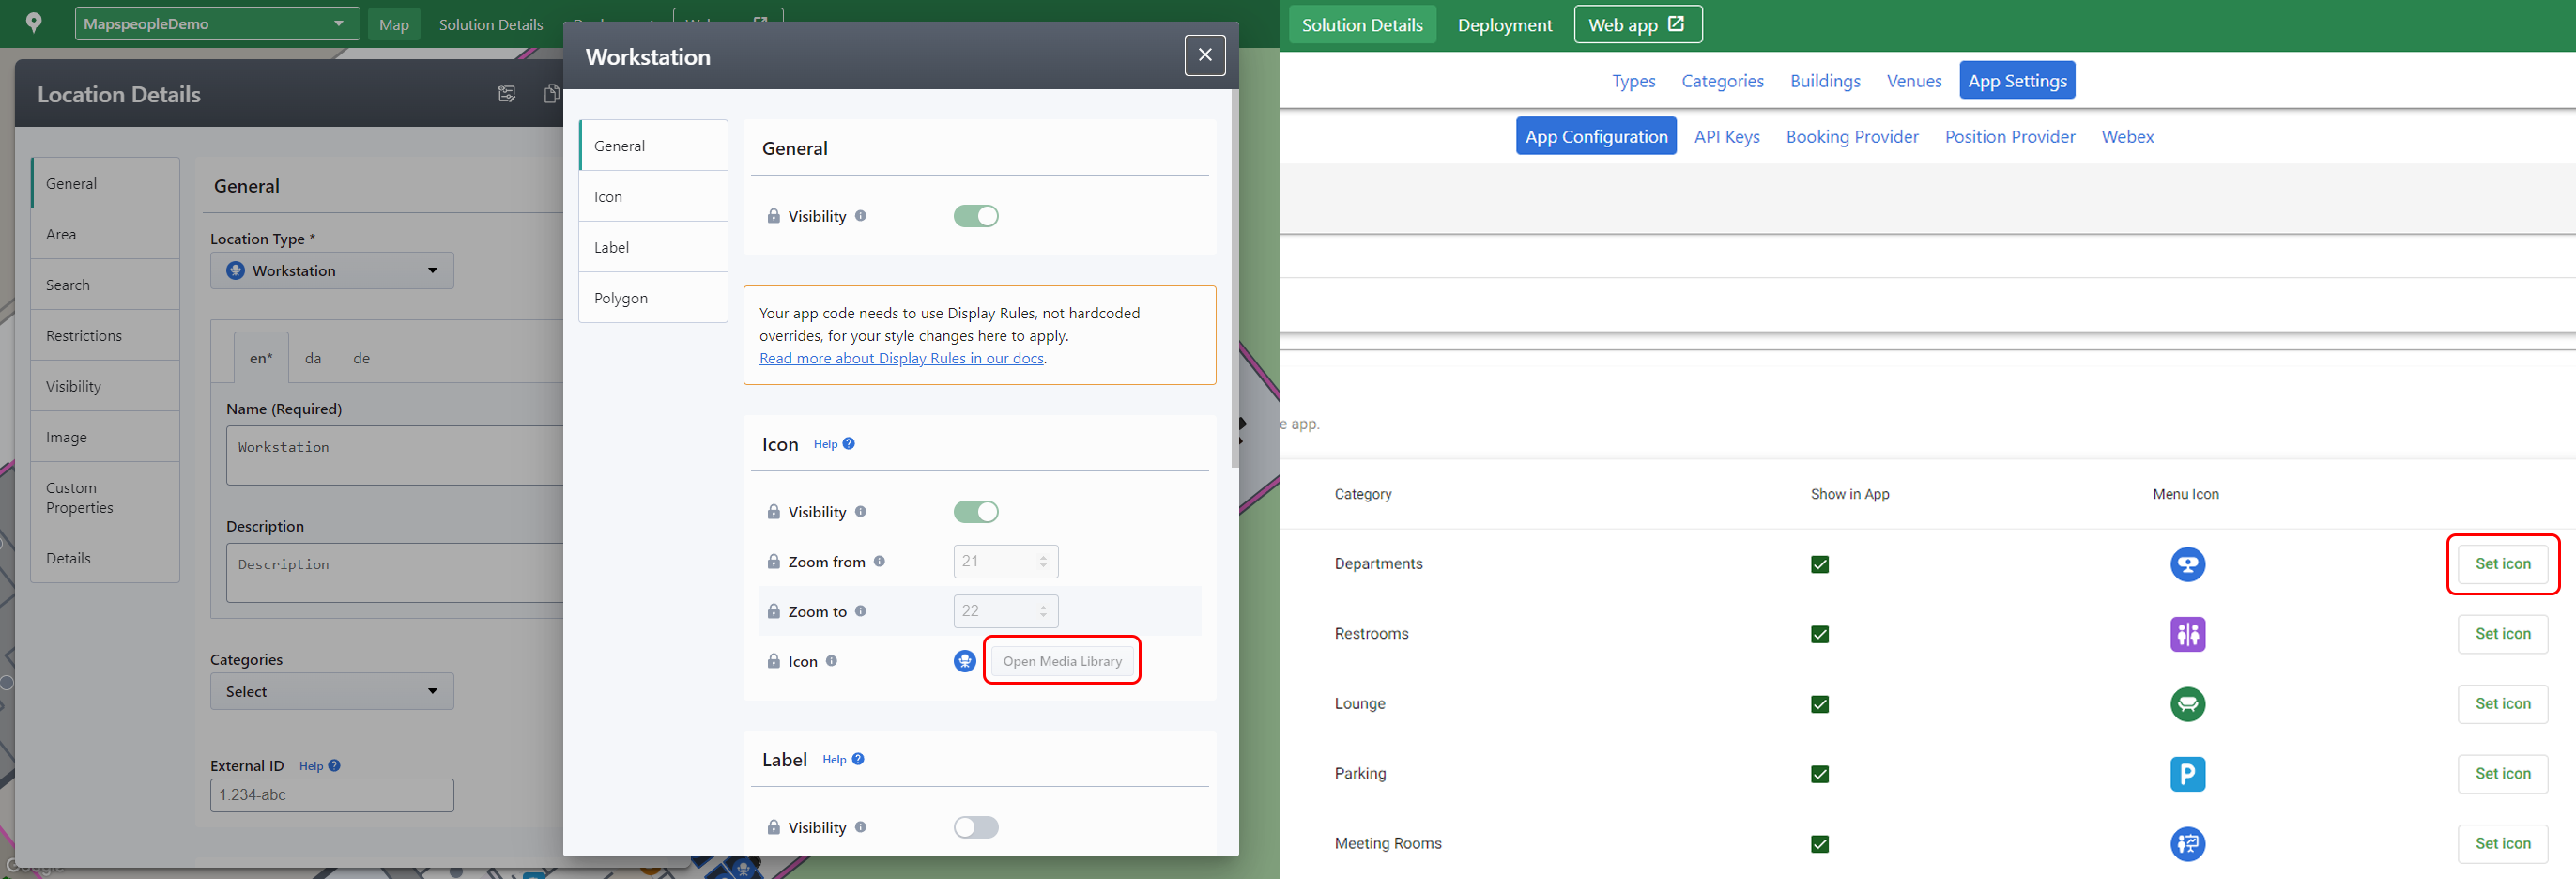 MapspeopleDemo
Map
Solution Details
Location Details
General
Area
Search
Restrictions
Visibility
Image
Custom
Properties
Details
General
Location Type *
Workstation
en*
da
de
Name (Required)
Workstation
Description
Description
Categories
Select
External ID
Help
1.234-abc
Google
Workstation
General
Icon
Label
Polygon
General
Visibility
Your app code needs to use Display Rules, not hardcoded
overrides, for your style changes here to apply.
Read more about Display Rules in our docs.
Icon
Help
Visibility
Zoom from
21
Zoom to
22
Icon
Open Media Library
Label
Help
Visibility
Solution Details
Deployment
Web app
Types
Categories
Buildings
Venues
App Settings
App Configuration
API Keys
Booking Provider
Position Provider
Webex
e app.
Category
Show in App
Menu Icon
Departments
Set icon
Restrooms
Set icon
Lounge
Set icon
Parking
P
Set icon
Meeting Rooms
Set icon